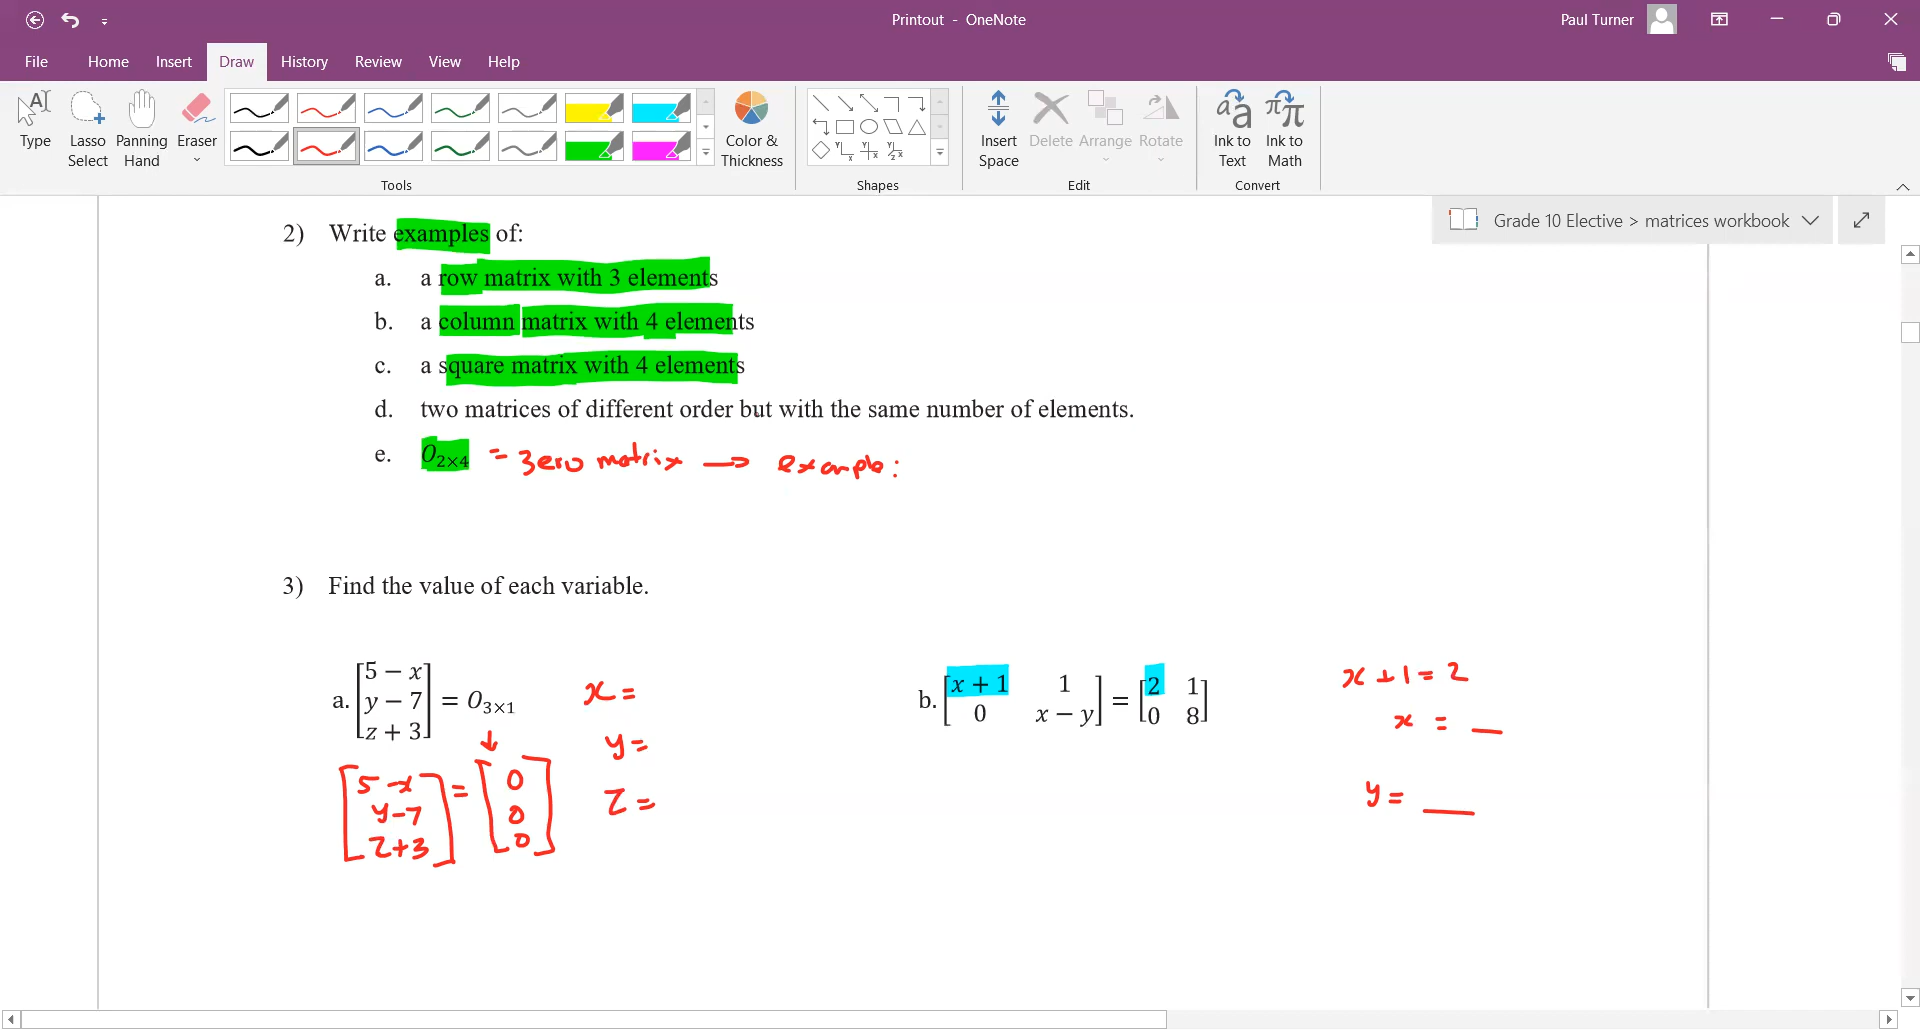 Printout - OneNote
Paul Turner
File Home Insert Draw History Review View Help
Type
Lasso Select
Panning Hand
Eraser
Color & Thickness
Insert Space
Delete
Arrange
Rotate
Ink to Text
Ink to Math
Tools
Shapes
Edit
Convert
Grade 10 Elective > matrices workbook
2) Write examples of:
a. a row matrix with 3 elements
b. a column matrix with 4 elements
c. a square matrix with 4 elements
d. two matrices of different order but with the same number of elements.
e. O₂ₓ₄ = zero matrix → example:
3) Find the value of each variable.
a. [5 − x
y − 7
z + 3] = O₃ₓ₁
x =
y =
z =
[5 - x
y - 7
z + 3] = [0
0
0]
b. [x + 1 1
0 x − y] = [2 1
0 8]
x + 1 = 2
x = __
y = __